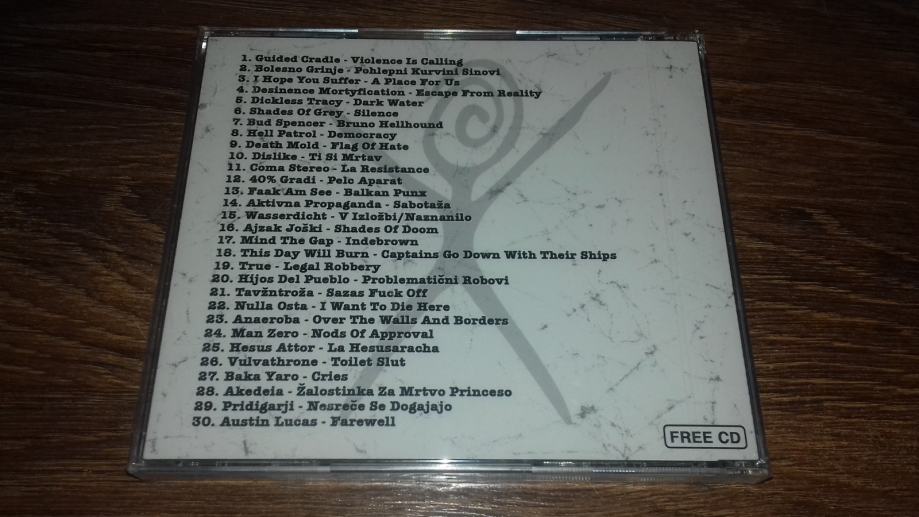 1. Guided Cradle - Violence Is Calling
2. Bolesno Grinje - Pohlepni Kurvini Sinovi
3. I Hope You Suffer - A Place For Us
4. Desinence Mortyfication - Escape From Reality
5. Dickless Tracy - Dark Water
6. Shades Of Grey - Silence
7. Bud Spencer - Bruno Hellhound
8. Hell Patrol - Democracy
9. Death Mold - Flag Of Hate
10. Dislike - Ti Si Mrtav
11. Coma Stereo - La Resistance
12. 40% Gradi - Pelc Aparat
13. Faak Am See - Balkan Punx
14. Aktivna Propaganda - Sabotaža
15. Wasserdicht - V Izložbi/Naznanilo
16. Ajzak Joški - Shades Of Doom
17. Mind The Gap - Indebrown
18. This Day Will Burn - Captains Go Down With Their Ships
19. True - Legal Robbery
20. Hijos Del Pueblo - Problematični Robovi
21. Tavžntroža - Sazas Fuck Off
22. Nulla Osta - I Want To Die Here
23. Anaeroba - Over The Walls And Borders
24. Man Zero - Nods Of Approval
25. Hesus Attor - La Hesusaracha
26. Vulvathrone - Toilet Slut
27. Baka Yaro - Cries
28. Akedeia - Žalostinka Za Mrtvo Princeso
29. Pridigarji - Nesreče Se Dogajajo
30. Austin Lucas - Farewell
FREE CD